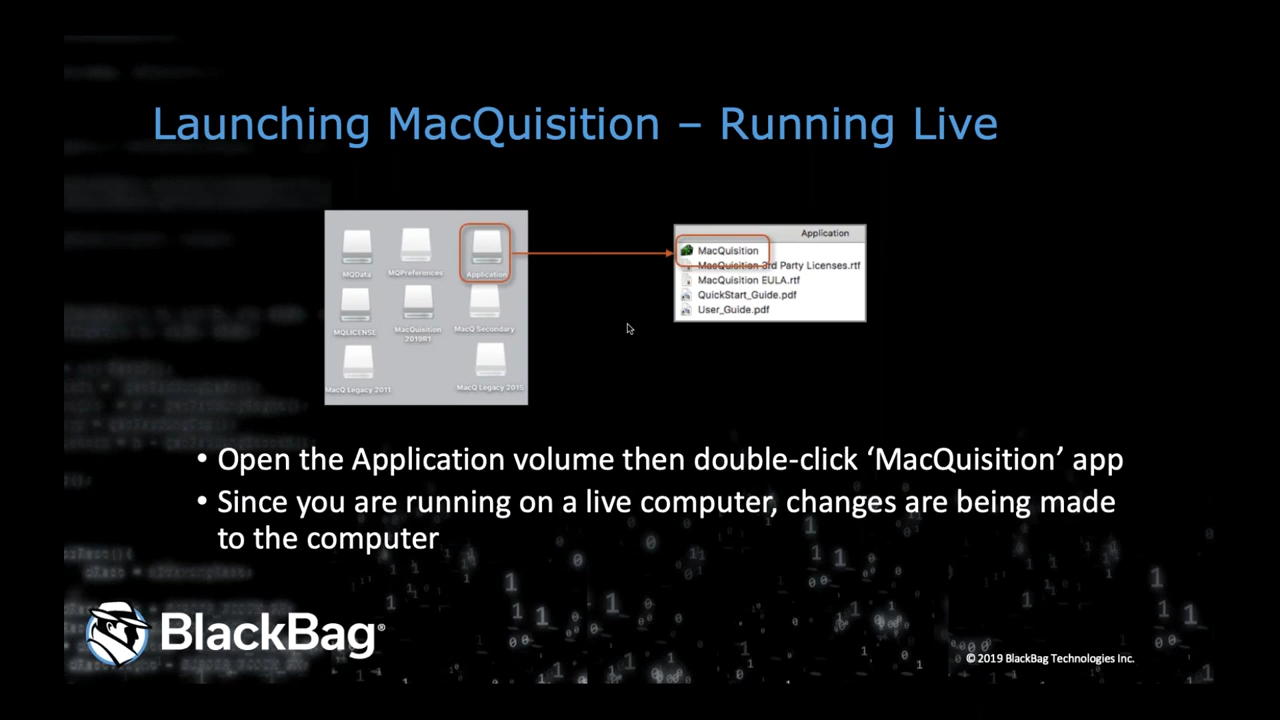 Launching MacQuisition – Running Live
MQData
MQPreferences
Application
MQLICENSE
MacQuisition
2019R1
MacQ Secondary
MacQ Legacy 2011
MacQ Legacy 2015
Application
MacQuisition
MacQuisition 3rd Party Licenses.rtf
MacQuisition EULA.rtf
QuickStart_Guide.pdf
User_Guide.pdf
• Open the Application volume then double-click ‘MacQuisition’ app
• Since you are running on a live computer, changes are being made
to the computer
BlackBag®
© 2019 BlackBag Technologies Inc.